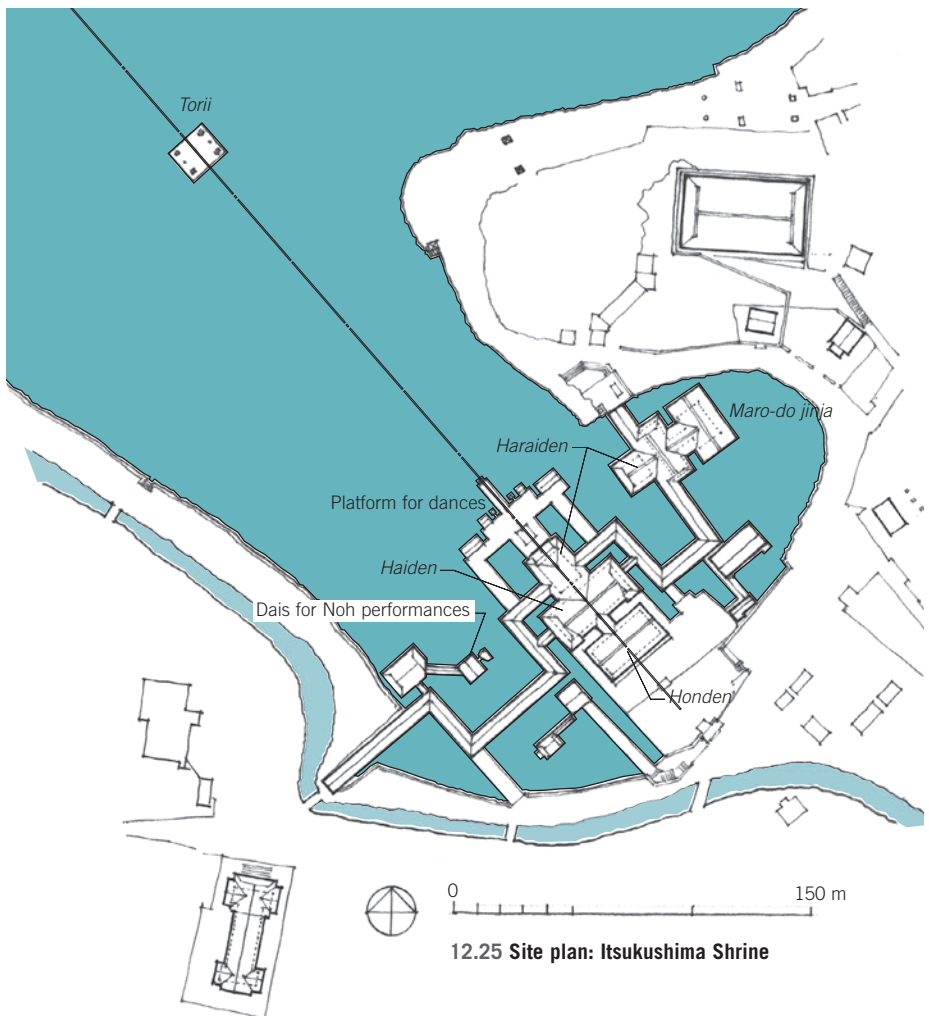 Torii
Maro-do jinja
Haraiden
Platform for dances
Haiden
Dais for Noh performances
Honden
0
150 m
12.25 Site plan: Itsukushima Shrine